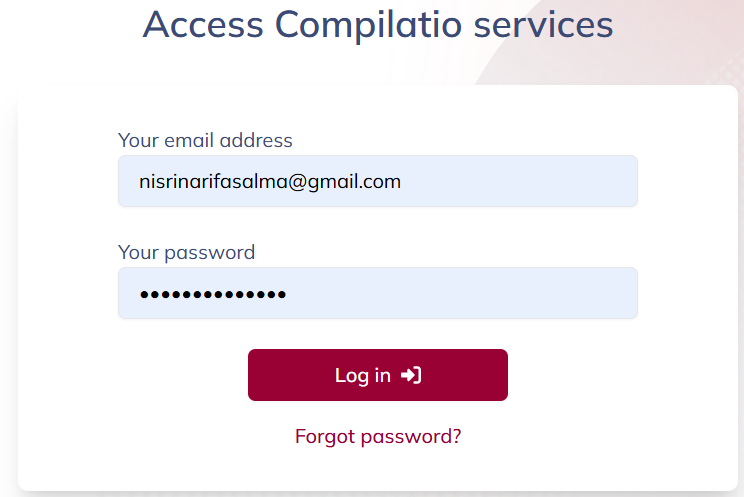 Access Compilatio services
Your email address
nisrinarifasalma@gmail.com
Your password
••••••••••••••
Log in
Forgot password?